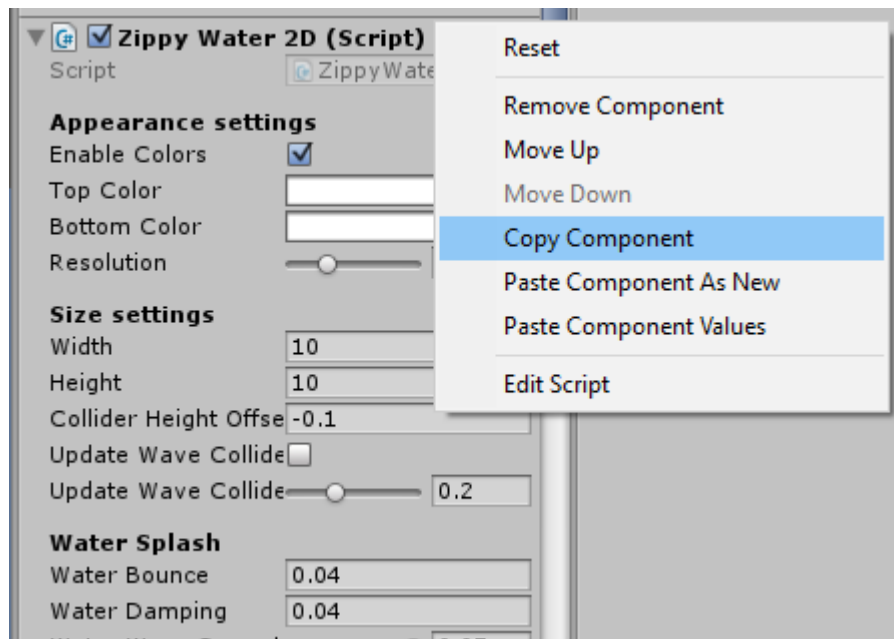 Zippy Water 2D (Script)
Script ZippyWate
Appearance settings
Enable Colors
Top Color
Bottom Color
Resolution
Size settings
Width 10
Height 10
Collider Height Offse -0.1
Update Wave Collide
Update Wave Collide 0.2
Water Splash
Water Bounce 0.04
Water Damping 0.04
Reset
Remove Component
Move Up
Move Down
Copy Component
Paste Component As New
Paste Component Values
Edit Script